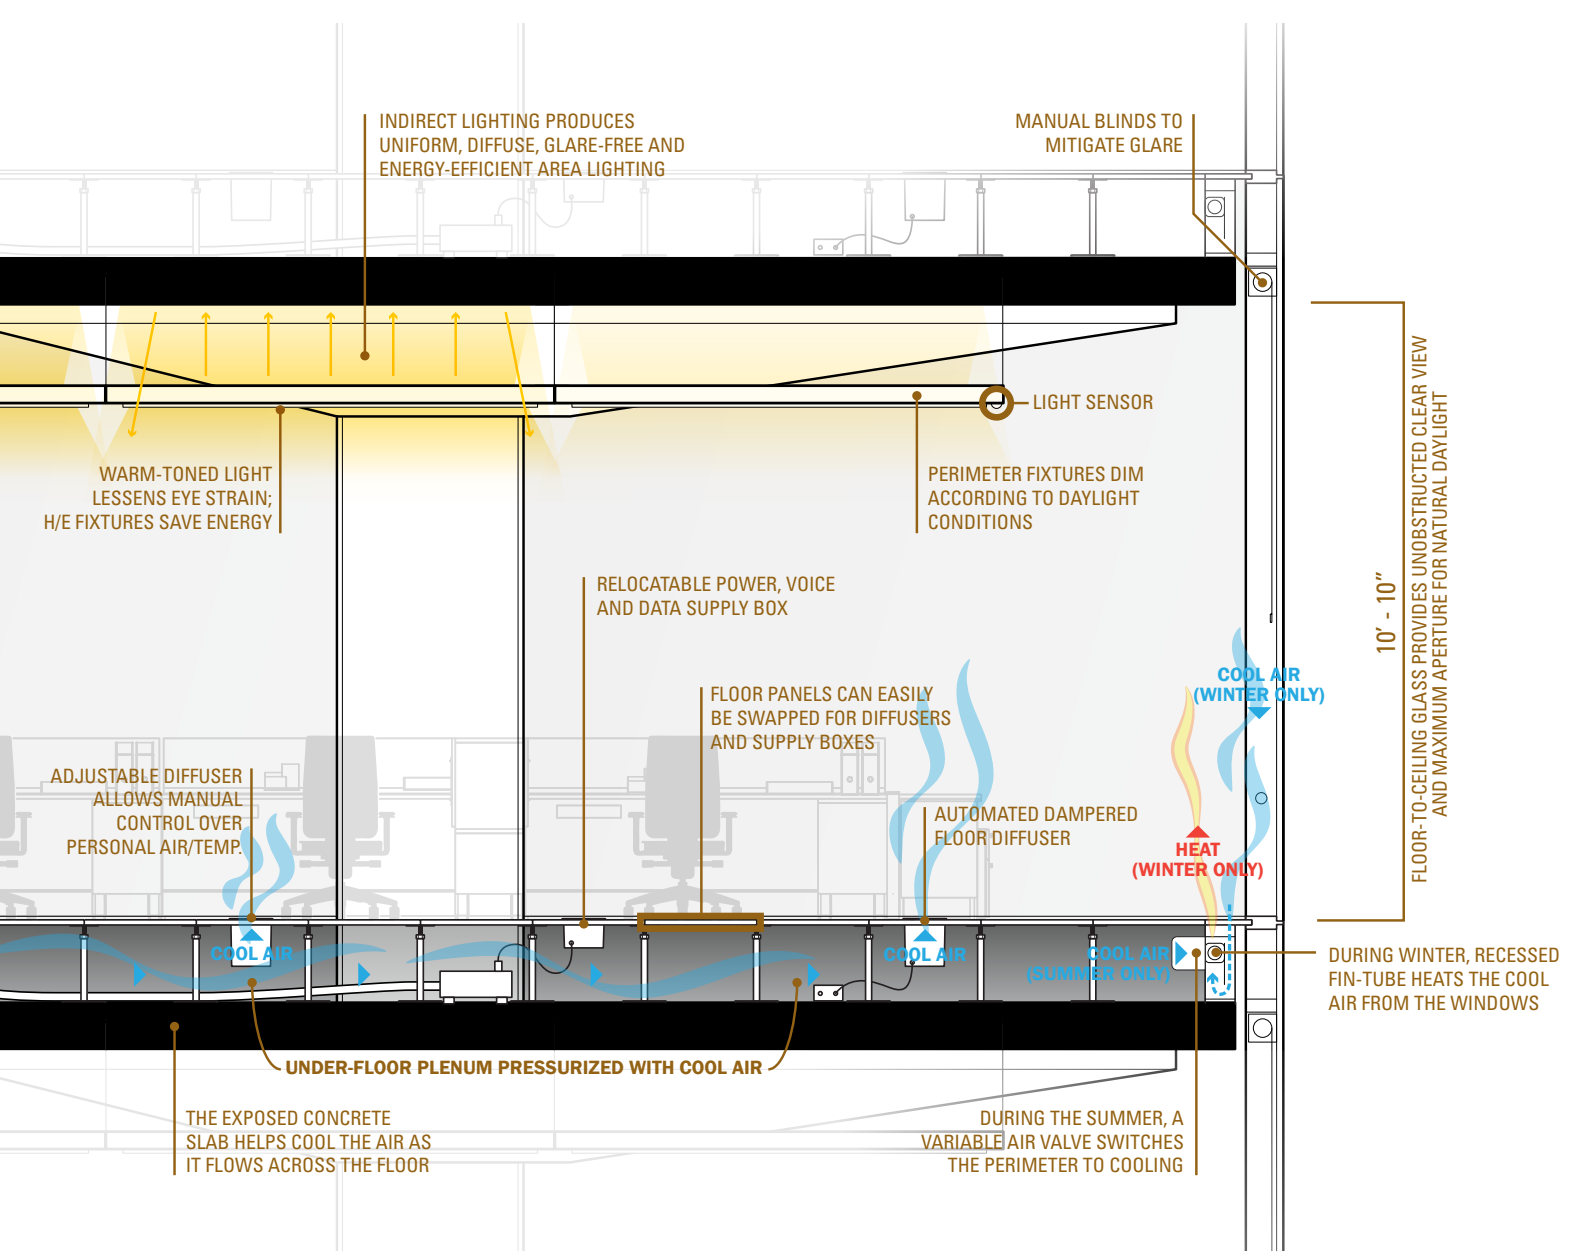 INDIRECT LIGHTING PRODUCES
UNIFORM, DIFFUSE, GLARE-FREE AND
ENERGY-EFFICIENT AREA LIGHTING
MANUAL BLINDS TO
MITIGATE GLARE
LIGHT SENSOR
WARM-TONED LIGHT
LESSENS EYE STRAIN;
H/E FIXTURES SAVE ENERGY
PERIMETER FIXTURES DIM
ACCORDING TO DAYLIGHT
CONDITIONS
10' - 10"
FLOOR-TO-CEILING GLASS PROVIDES UNOBSTRUCTED CLEAR VIEW
AND MAXIMUM APERTURE FOR NATURAL DAYLIGHT
RELOCATABLE POWER, VOICE
AND DATA SUPPLY BOX
FLOOR PANELS CAN EASILY
BE SWAPPED FOR DIFFUSERS
AND SUPPLY BOXES
COOL AIR
(WINTER ONLY)
ADJUSTABLE DIFFUSER
ALLOWS MANUAL
CONTROL OVER
PERSONAL AIR/TEMP.
AUTOMATED DAMPERED
FLOOR DIFFUSER
HEAT
(WINTER ONLY)
COOL AIR
COOL AIR
COOL AIR
(SUMMER ONLY)
DURING WINTER, RECESSED
FIN-TUBE HEATS THE COOL
AIR FROM THE WINDOWS
UNDER-FLOOR PLENUM PRESSURIZED WITH COOL AIR
THE EXPOSED CONCRETE
SLAB HELPS COOL THE AIR AS
IT FLOWS ACROSS THE FLOOR
DURING THE SUMMER, A
VARIABLE AIR VALVE SWITCHES
THE PERIMETER TO COOLING